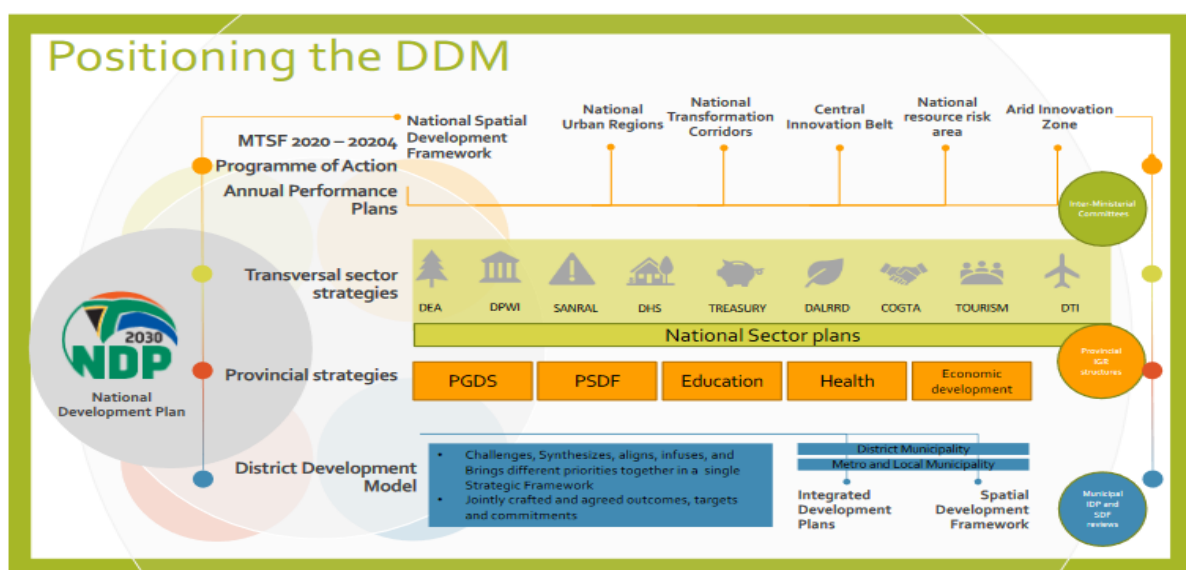 Positioning the DDM
MTSF 2020 – 20204
Programme of Action
Annual Performance
Plans
National Spatial
Development
Framework
National
Urban Regions
National
Transformation
Corridors
Central
Innovation Belt
National
resource risk
area
Arid Innovation
Zone
Inter-Ministerial
Committees
Transversal sector
strategies
DEA
DPWI
SANRAL
DHS
TREASURY
DALRRD
COGTA
TOURISM
DTI
National Sector plans
2030
NDP
National
Development Plan
Provincial strategies
PGDS
PSDF
Education
Health
Economic
development
Provincial
IGR
structures
District Development
Model
• Challenges, Synthesizes, aligns, infuses, and
Brings different priorities together in a single
Strategic Framework
• Jointly crafted and agreed outcomes, targets
and commitments
District Municipality
Metro and Local Municipality
Integrated
Development
Plans
Spatial
Development
Framework
Municipal
IDP and
SDF
reviews